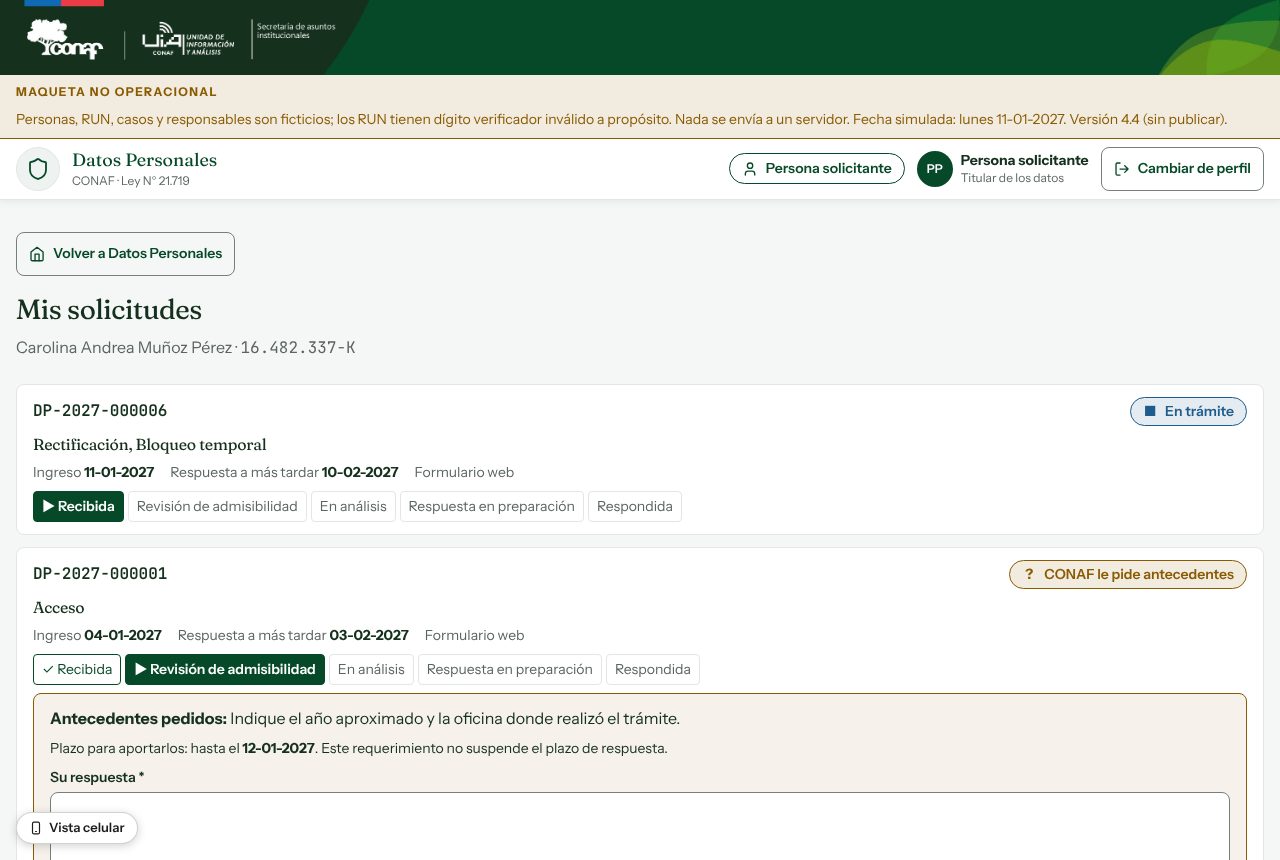 conaf
UIA CONAF
UNIDAD DE
INFORMACIÓN
Y ANÁLISIS
Secretaría de asuntos
institucionales
MAQUETA NO OPERACIONAL
Personas, RUN, casos y responsables son ficticios; los RUN tienen dígito verificador inválido a propósito. Nada se envía a un servidor. Fecha simulada: lunes 11-01-2027. Versión 4.4 (sin publicar).
Datos Personales
CONAF · Ley N° 21.719
Persona solicitante
PP
Persona solicitante
Titular de los datos
Cambiar de perfil
Volver a Datos Personales
Mis solicitudes
Carolina Andrea Muñoz Pérez · 16.482.337-K
DP-2027-000006
En trámite
Rectificación, Bloqueo temporal
Ingreso 11-01-2027 Respuesta a más tardar 10-02-2027 Formulario web
▶ Recibida Revisión de admisibilidad En análisis Respuesta en preparación Respondida
DP-2027-000001
? CONAF le pide antecedentes
Acceso
Ingreso 04-01-2027 Respuesta a más tardar 03-02-2027 Formulario web
✓ Recibida ▶ Revisión de admisibilidad En análisis Respuesta en preparación Respondida
Antecedentes pedidos: Indique el año aproximado y la oficina donde realizó el trámite.
Plazo para aportarlos: hasta el 12-01-2027. Este requerimiento no suspende el plazo de respuesta.
Su respuesta *
Vista celular